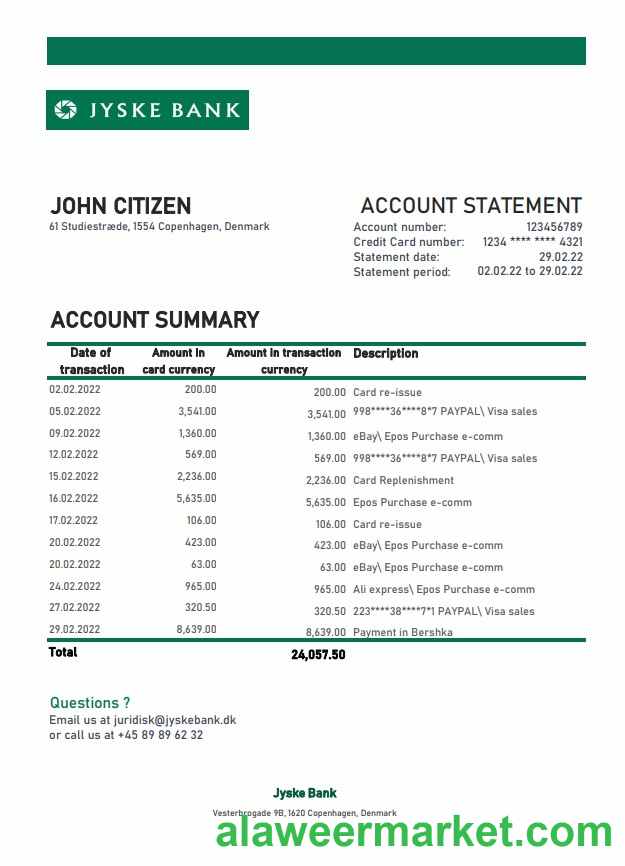 JYSKE BANK
JOHN CITIZEN
61 Studiestræde, 1554 Copenhagen, Denmark
ACCOUNT STATEMENT
Account number: 123456789
Credit Card number: 1234 **** **** 4321
Statement date: 29.02.22
Statement period: 02.02.22 to 29.02.22
ACCOUNT SUMMARY
Date of transaction Amount in card currency Amount in transaction currency Description
02.02.2022 200.00 200.00 Card re-issue
05.02.2022 3,541.00 3,541.00 998****36****8*7 PAYPAL\ Visa sales
09.02.2022 1,360.00 1,360.00 eBay\ Epos Purchase e-comm
12.02.2022 569.00 569.00 998****36****8*7 PAYPAL\ Visa sales
15.02.2022 2,236.00 2,236.00 Card Replenishment
16.02.2022 5,635.00 5,635.00 Epos Purchase e-comm
17.02.2022 106.00 106.00 Card re-issue
20.02.2022 423.00 423.00 eBay\ Epos Purchase e-comm
20.02.2022 63.00 63.00 eBay\ Epos Purchase e-comm
24.02.2022 965.00 965.00 Ali express\ Epos Purchase e-comm
27.02.2022 320.50 320.50 223****38****7*1 PAYPAL\ Visa sales
29.02.2022 8,639.00 8,639.00 Payment in Bershka
Total 24,057.50
Questions ?
Email us at juridisk@jyskebank.dk
or call us at +45 89 89 62 32
Jyske Bank
Vesterbrogade 9B, 1620 Copenhagen, Denmark
alaweermarket.com